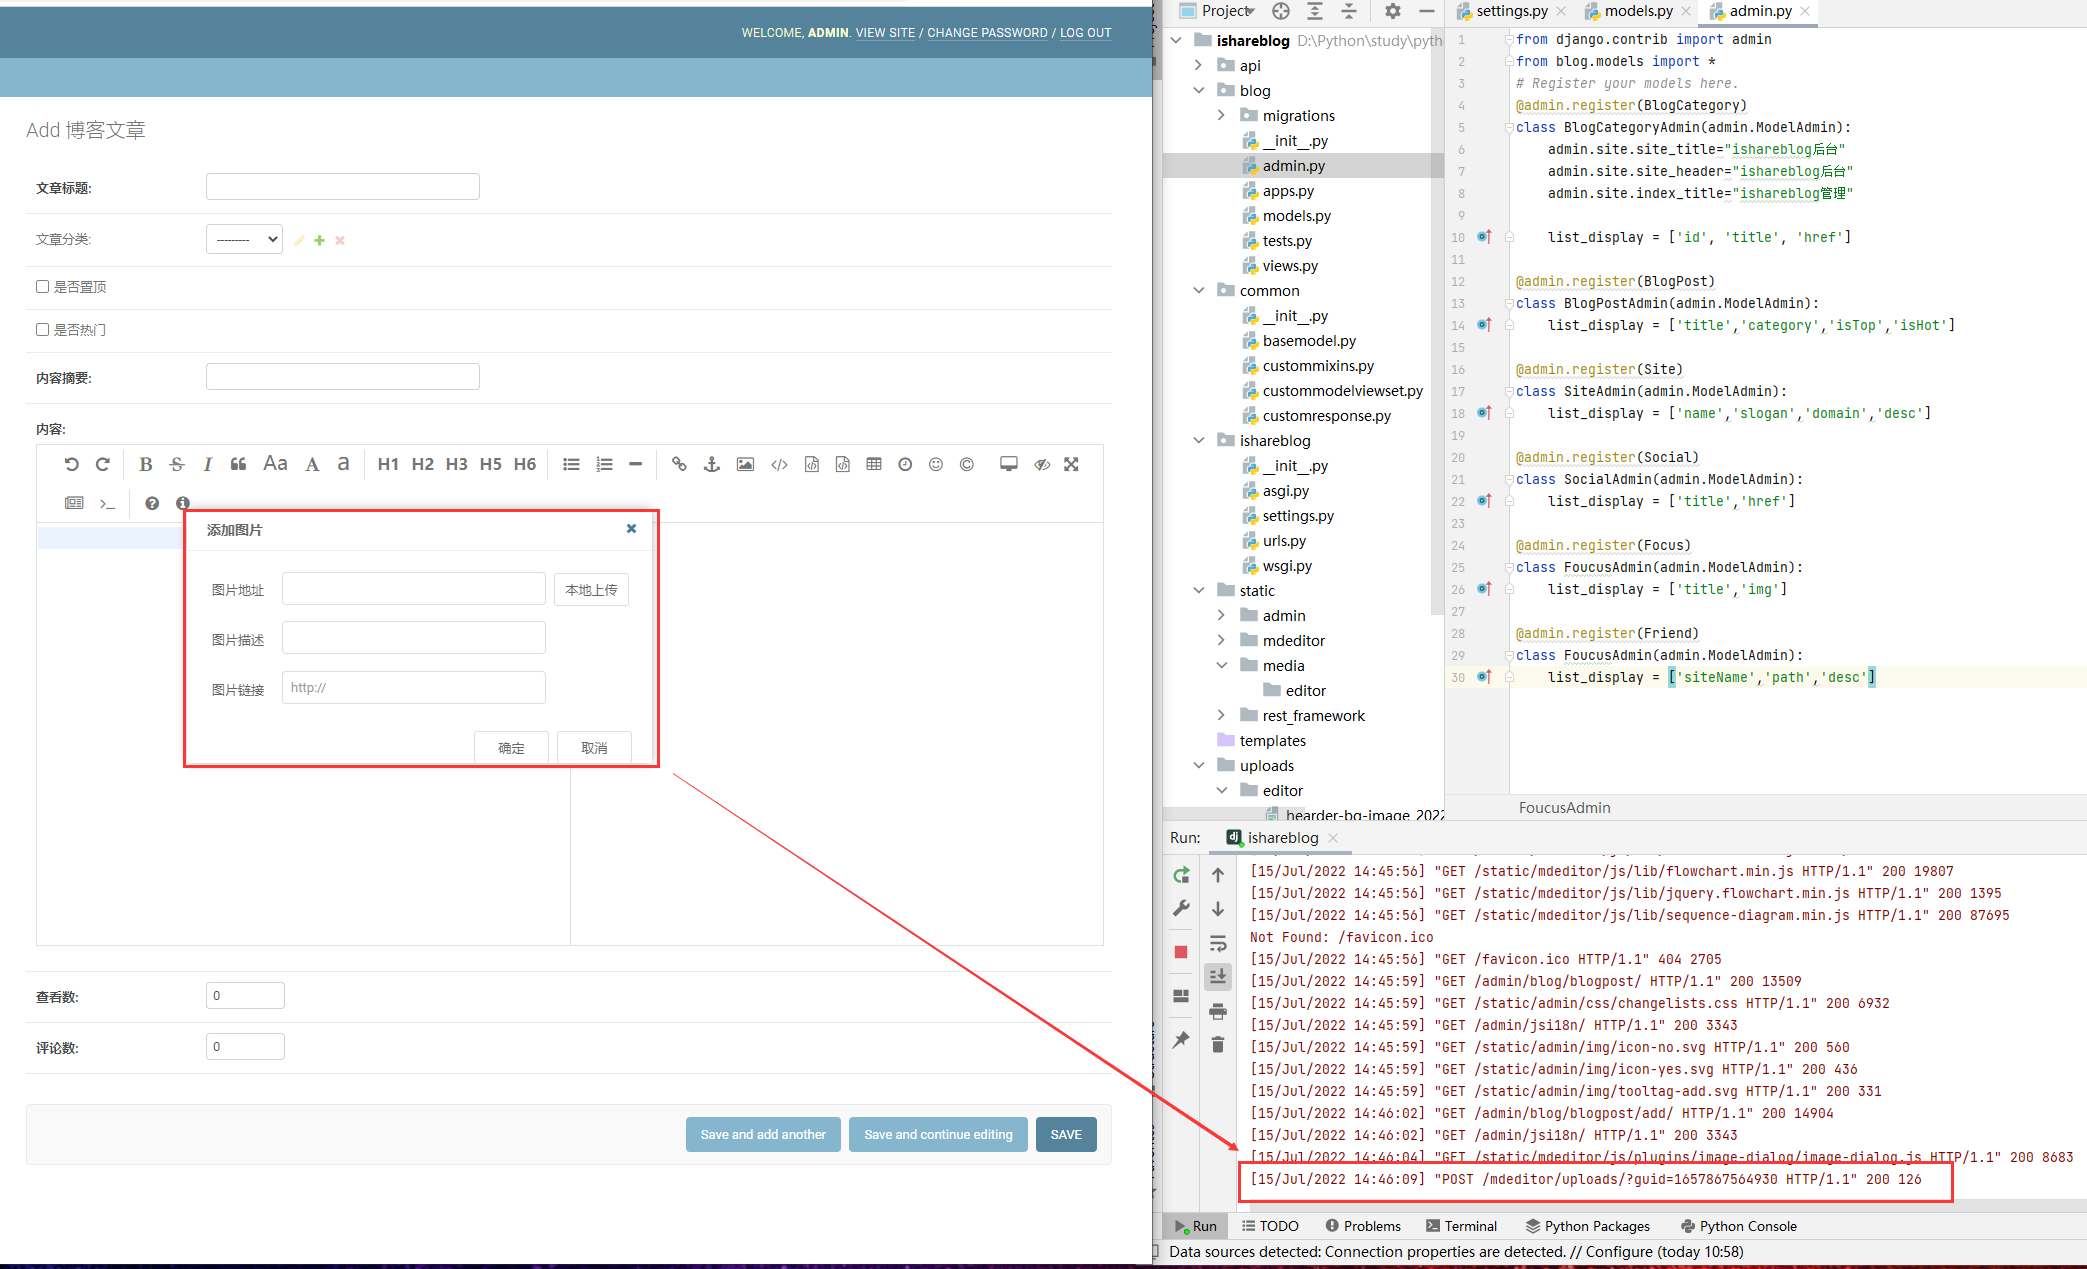 WELCOME, ADMIN. VIEW SITE / CHANGE PASSWORD / LOG OUT
Add 博客文章
文章标题:
文章分类:
---------
是否置顶
是否热门
内容摘要:
内容:
B S I Aa A a H1 H2 H3 H5 H6
添加图片
图片地址
本地上传
图片描述
图片链接
http://
确定
取消
查看数:
0
评论数:
0
Save and add another
Save and continue editing
SAVE
Project
ishareblog D:\Python\study\pyth
api
blog
migrations
__init__.py
admin.py
apps.py
models.py
tests.py
views.py
common
__init__.py
basemodel.py
custommixins.py
custommodelviewset.py
customresponse.py
ishareblog
__init__.py
asgi.py
settings.py
urls.py
wsgi.py
static
admin
mdeditor
media
editor
rest_framework
templates
uploads
editor
hearder-bg-image_2022
settings.py
models.py
admin.py
1 from django.contrib import admin
2 from blog.models import *
3 # Register your models here.
4 @admin.register(BlogCategory)
5 class BlogCategoryAdmin(admin.ModelAdmin):
6 admin.site.site_title="ishareblog后台"
7 admin.site.site_header="ishareblog后台"
8 admin.site.index_title="ishareblog管理"
9
10 list_display = ['id', 'title', 'href']
11
12 @admin.register(BlogPost)
13 class BlogPostAdmin(admin.ModelAdmin):
14 list_display = ['title','category','isTop','isHot']
15
16 @admin.register(Site)
17 class SiteAdmin(admin.ModelAdmin):
18 list_display = ['name','slogan','domain','desc']
19
20 @admin.register(Social)
21 class SocialAdmin(admin.ModelAdmin):
22 list_display = ['title','href']
23
24 @admin.register(Focus)
25 class FoucusAdmin(admin.ModelAdmin):
26 list_display = ['title','img']
27
28 @admin.register(Friend)
29 class FoucusAdmin(admin.ModelAdmin):
30 list_display = ['siteName','path','desc']
FoucusAdmin
Run: ishareblog
[15/Jul/2022 14:45:56] "GET /static/mdeditor/js/lib/flowchart.min.js HTTP/1.1" 200 19807
[15/Jul/2022 14:45:56] "GET /static/mdeditor/js/lib/jquery.flowchart.min.js HTTP/1.1" 200 1395
[15/Jul/2022 14:45:56] "GET /static/mdeditor/js/lib/sequence-diagram.min.js HTTP/1.1" 200 87695
Not Found: /favicon.ico
[15/Jul/2022 14:45:56] "GET /favicon.ico HTTP/1.1" 404 2705
[15/Jul/2022 14:45:59] "GET /admin/blog/blogpost/ HTTP/1.1" 200 13509
[15/Jul/2022 14:45:59] "GET /static/admin/css/changelists.css HTTP/1.1" 200 6932
[15/Jul/2022 14:45:59] "GET /admin/jsi18n/ HTTP/1.1" 200 3343
[15/Jul/2022 14:45:59] "GET /static/admin/img/icon-no.svg HTTP/1.1" 200 560
[15/Jul/2022 14:45:59] "GET /static/admin/img/icon-yes.svg HTTP/1.1" 200 436
[15/Jul/2022 14:45:59] "GET /static/admin/img/tooltag-add.svg HTTP/1.1" 200 331
[15/Jul/2022 14:46:02] "GET /admin/blog/blogpost/add/ HTTP/1.1" 200 14904
[15/Jul/2022 14:46:02] "GET /admin/jsi18n/ HTTP/1.1" 200 3343
[15/Jul/2022 14:46:04] "GET /static/mdeditor/js/plugins/image-dialog/image-dialog.js HTTP/1.1" 200 8683
[15/Jul/2022 14:46:09] "POST /mdeditor/uploads/?guid=1657867564930 HTTP/1.1" 200 126
Run TODO Problems Terminal Python Packages Python Console
Data sources detected: Connection properties are detected. // Configure (today 10:58)